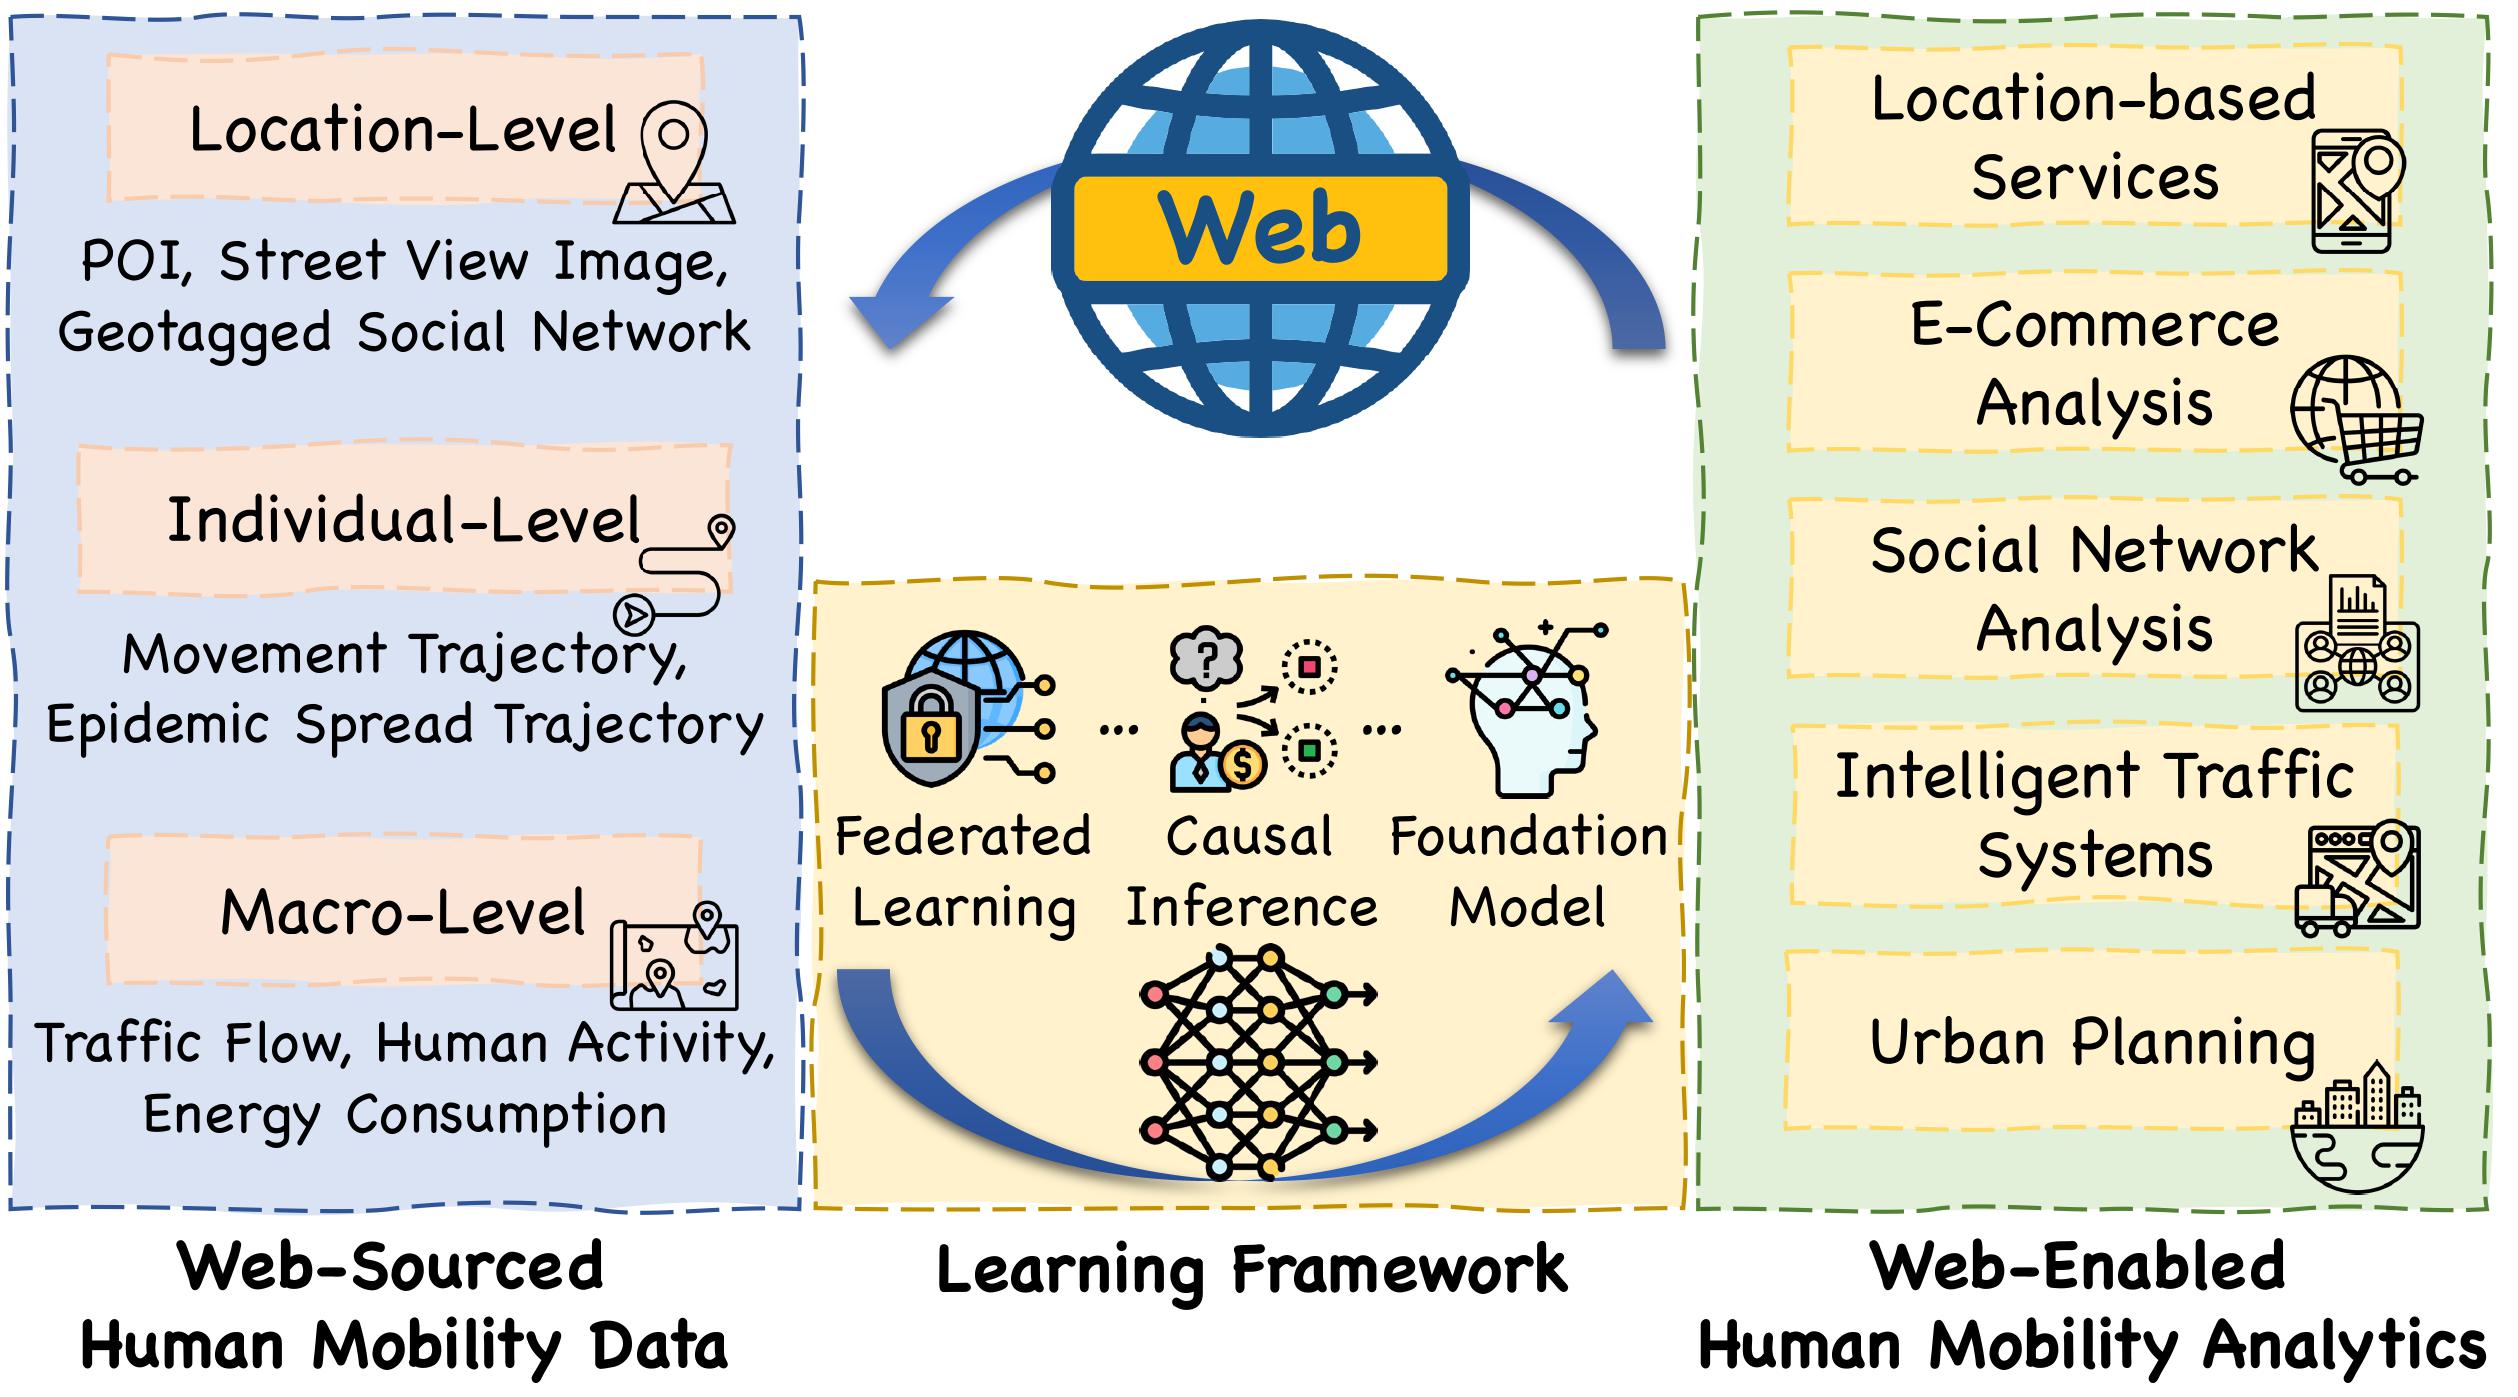 Location-Level
POI, Street View Image,
Geotagged Social Network
Individual-Level
Movement Trajectory,
Epidemic Spread Trajectory
Macro-Level
Traffic Flow, Human Activity,
Energy Consumption
Web-Sourced
Human Mobility Data
Web
?
$
... ...
Federated
Learning
Causal
Inference
Foundation
Model
Learning Framework
Location-based
Services
E-Commerce
Analysis
Social Network
Analysis
Intelligent Traffic
Systems
Urban Planning
Web-Enabled
Human Mobility Analytics